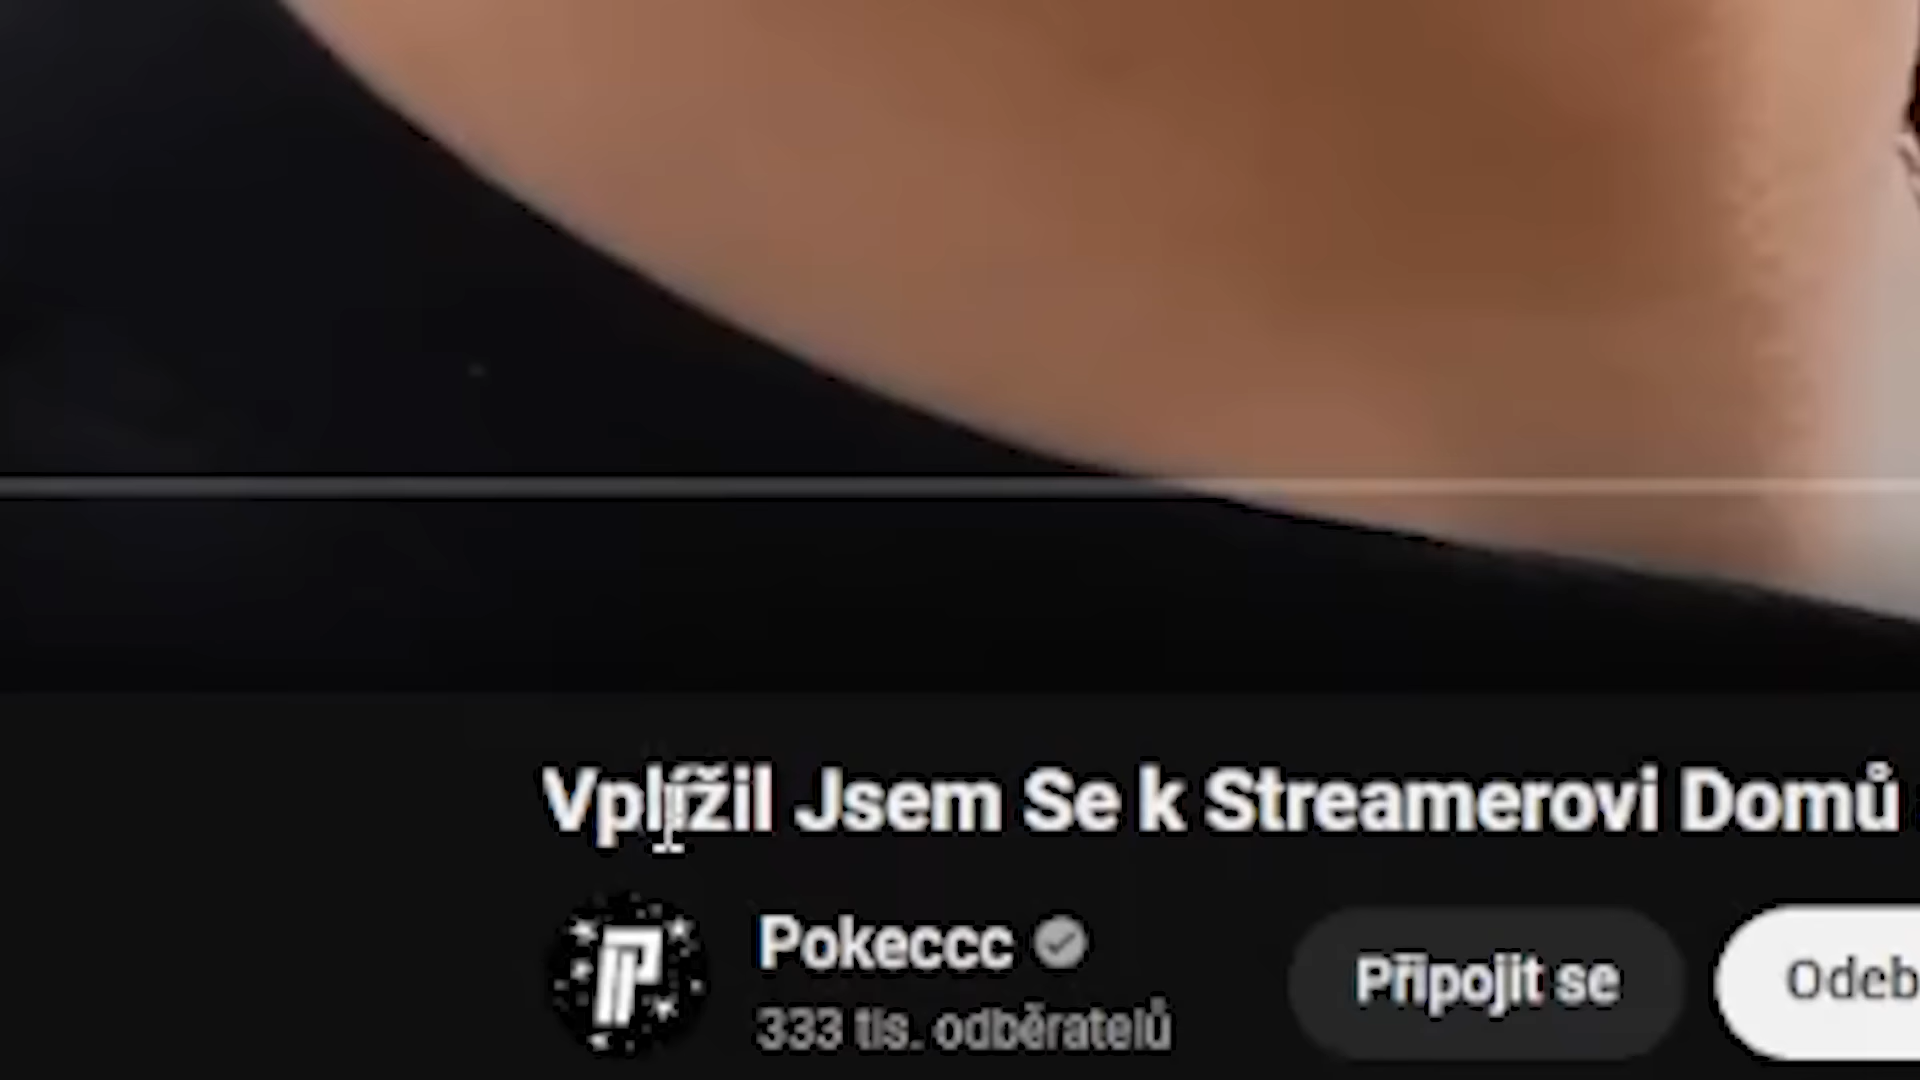 Vplížil Jsem Se k Streamerovi Domů
Pokeccc
333 tis. odběratelů
Připojit se
Odeb